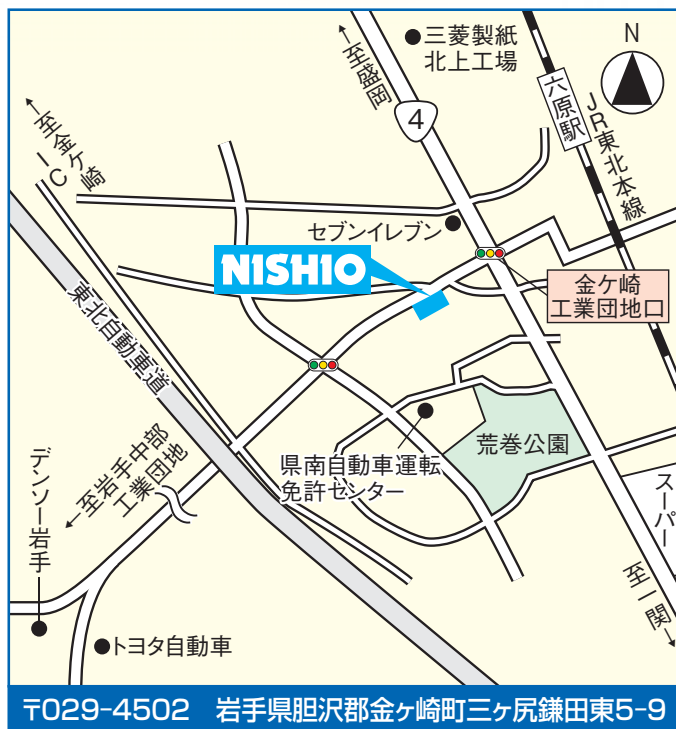 三菱製紙
北上工場
N
至盛岡
4
六原駅
JR東北本線
至金ケ崎
IC
セブンイレブン
NISHIO
金ケ崎
工業団地口
東北自動車道
県南自動車運転
免許センター
荒巻公園
至岩手中部
工業団地
デンソー岩手
スーパー
至一関
トヨタ自動車
〒029-4502 岩手県胆沢郡金ヶ崎町三ヶ尻鎌田東5-9